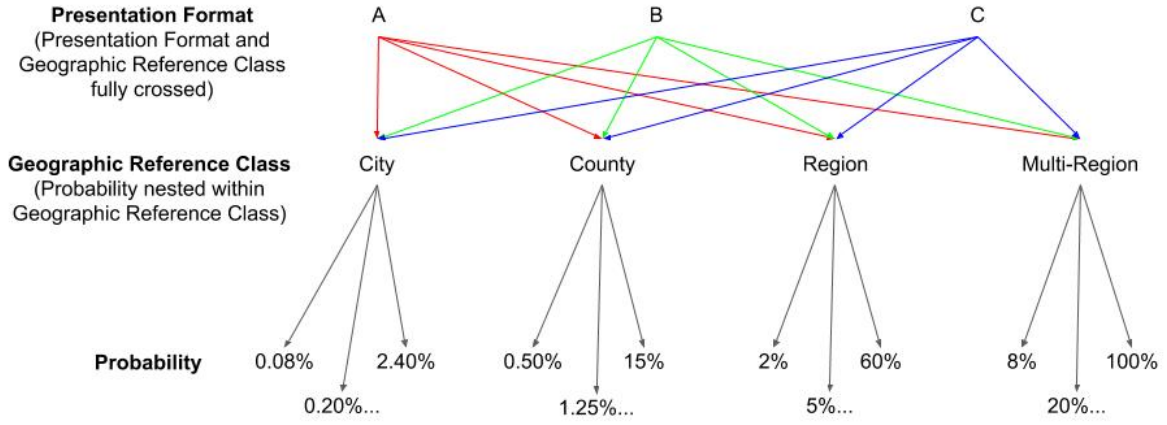 Presentation Format
(Presentation Format and
Geographic Reference Class
fully crossed)
A
B
C
Geographic Reference Class
(Probability nested within
Geographic Reference Class)
City
County
Region
Multi-Region
Probability
0.08%
2.40%
0.50%
15%
2%
60%
8%
100%
0.20%...
1.25%...
5%...
20%...